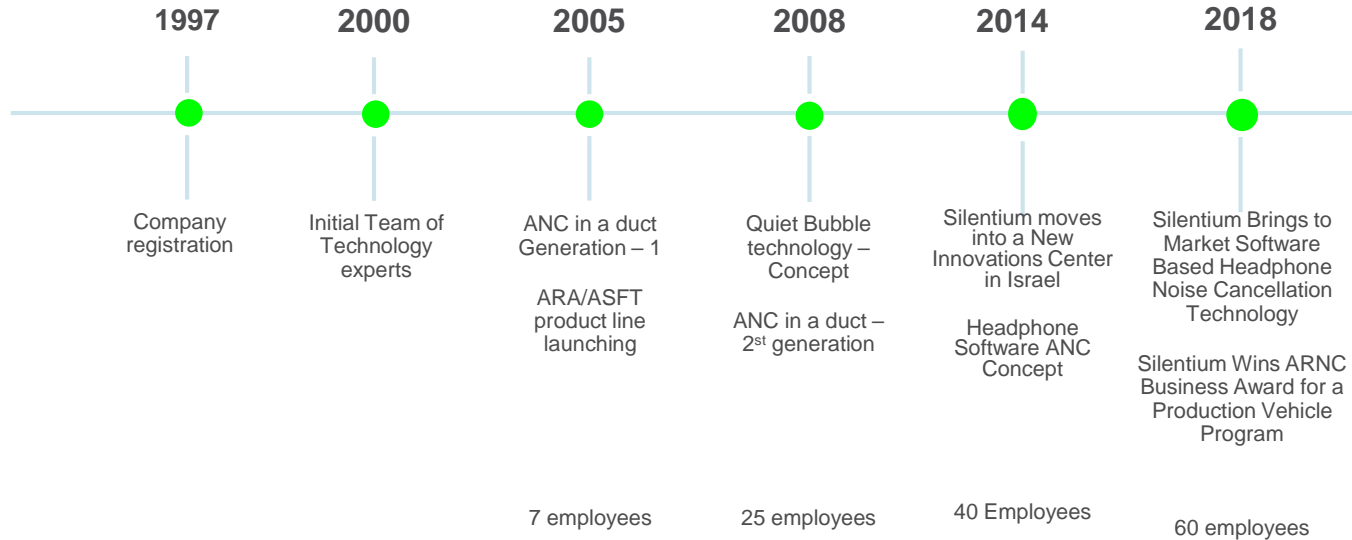 1997
2000
2005
2008
2014
2018
Company
registration
Initial Team of
Technology
experts
ANC in a duct
Generation – 1
ARA/ASFT
product line
launching
Quiet Bubble
technology –
Concept
ANC in a duct –
2st generation
Silentium moves
into a New
Innovations Center
in Israel
Headphone
Software ANC
Concept
Silentium Brings to
Market Software
Based Headphone
Noise Cancellation
Technology
Silentium Wins ARNC
Business Award for a
Production Vehicle
Program
7 employees
25 employees
40 Employees
60 employees